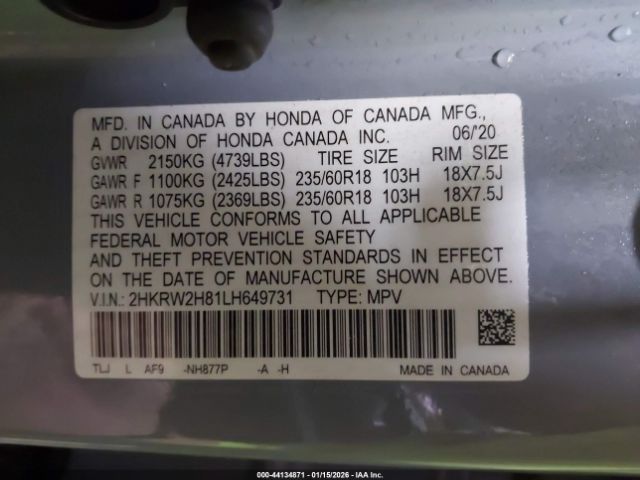 MFD. IN CANADA BY HONDA OF CANADA MFG.,
A DIVISION OF HONDA CANADA INC. 06/'20
GVWR 2150KG (4739LBS) TIRE SIZE RIM SIZE
GAWR F 1100KG (2425LBS) 235/60R18 103H 18X7.5J
GAWR R 1075KG (2369LBS) 235/60R18 103H 18X7.5J
THIS VEHICLE CONFORMS TO ALL APPLICABLE
FEDERAL MOTOR VEHICLE SAFETY
AND THEFT PREVENTION STANDARDS IN EFFECT
ON THE DATE OF MANUFACTURE SHOWN ABOVE.
V.I.N.: 2HKRW2H81LH649731 TYPE: MPV
TLJ L AF9 -NH877P -A -H MADE IN CANADA
000-44134871 - 01/15/2026 - IAA Inc.